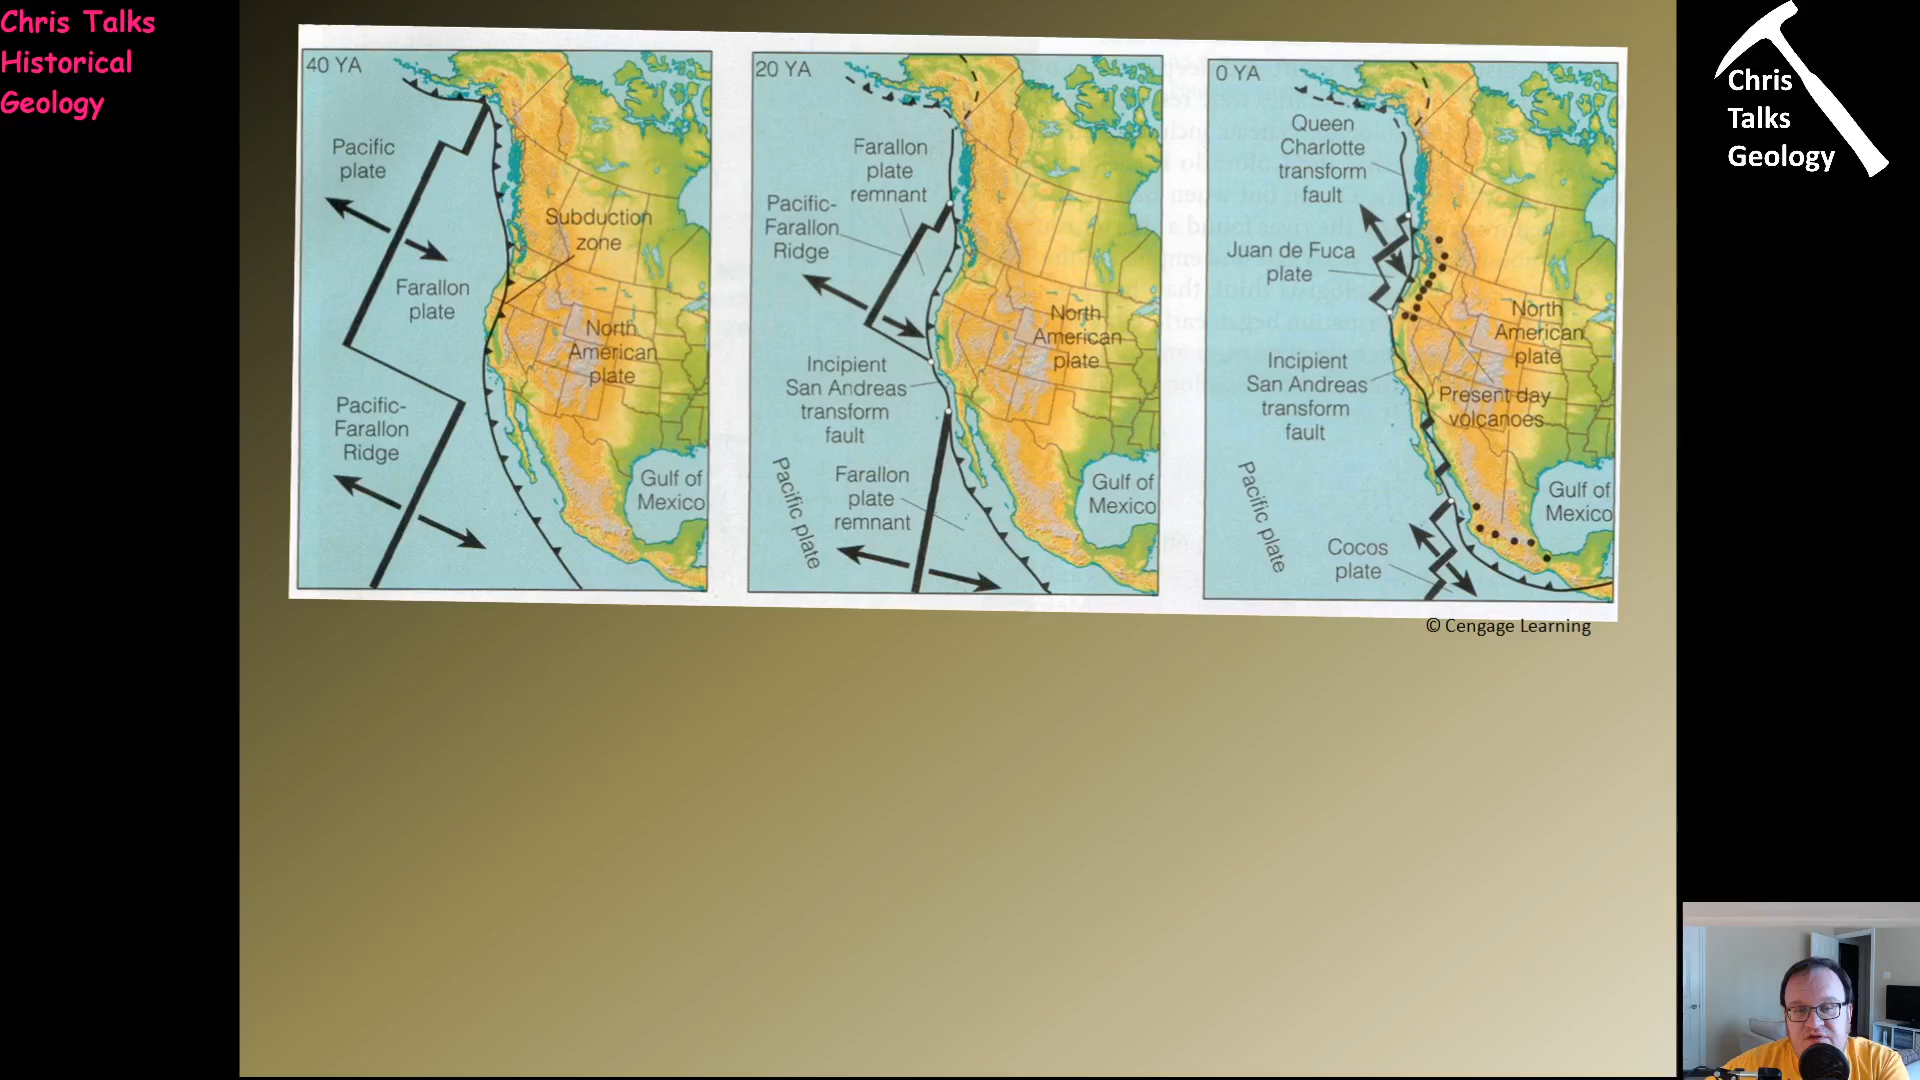 Chris Talks
Historical
Geology
40 YA
Pacific
plate
Subduction
zone
Farallon
plate
North
American
plate
Pacific-
Farallon
Ridge
Gulf of
Mexico
20 YA
Farallon
plate
remnant
Pacific-
Farallon
Ridge
North
American
plate
Incipient
San Andreas
transform
fault
Pacific plate
Farallon
plate
remnant
Gulf of
Mexico
0 YA
Queen
Charlotte
transform
fault
Juan de Fuca
plate
North
American
plate
Incipient
San Andreas
transform
fault
Present day
volcanoes
Pacific plate
Gulf of
Mexico
Cocos
plate
© Cengage Learning
Chris
Talks
Geology